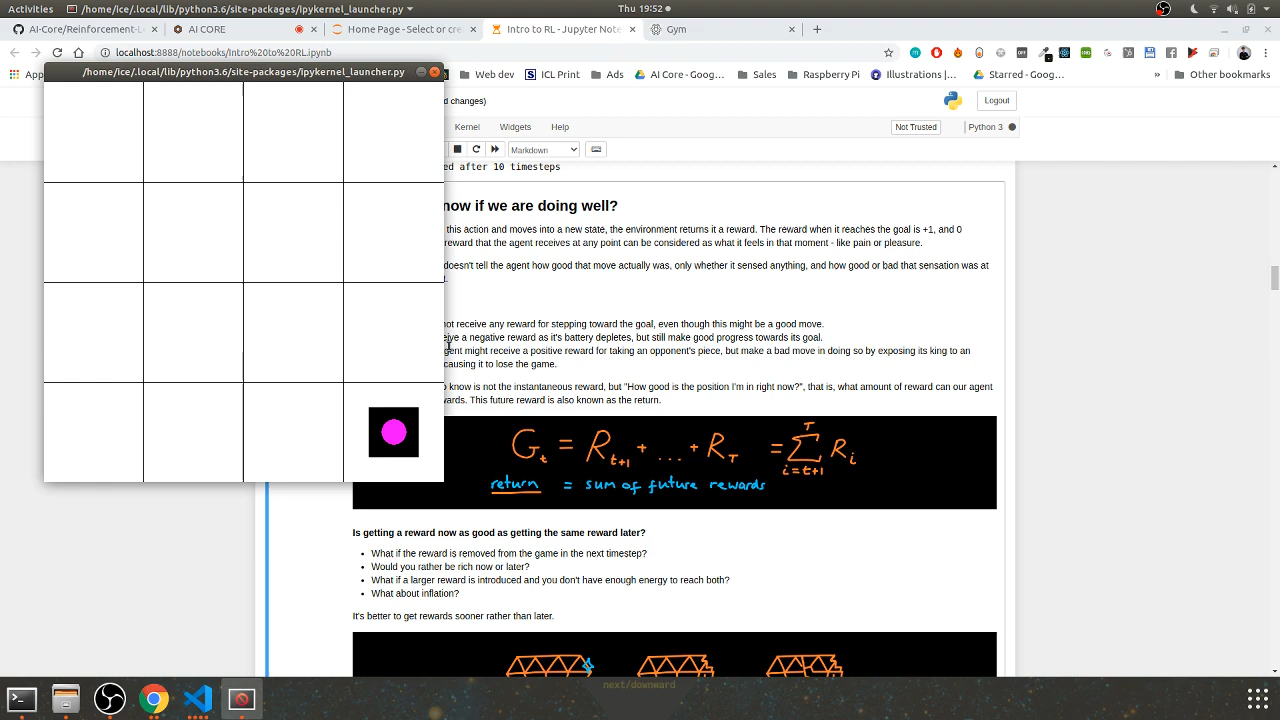 Activities
/home/ice/.local/lib/python3.6/site-packages/ipykernel_launcher.py
Thu 19:52
AI-Core/Reinforcement-L
AI CORE
Home Page - Select or cre
Intro to RL - Jupyter Note
Gym
localhost:8888/notebooks/Intro%20to%20RL.ipynb
App
/home/ice/.local/lib/python3.6/site-packages/ipykernel_launcher.py
Web dev
ICL Print
Ads
AI Core - Goog...
Sales
Raspberry Pi
Illustrations |...
Starred - Goog...
Other bookmarks
d changes)
Logout
Kernel
Widgets
Help
Not Trusted
Python 3
Markdown
ed after 10 timesteps
now if we are doing well?
this action and moves into a new state, the environment returns it a reward. The reward when it reaches the goal is +1, and 0
reward that the agent receives at any point can be considered as what it feels in that moment - like pain or pleasure.
doesn't tell the agent how good that move actually was, only whether it sensed anything, and how good or bad that sensation was at
t.
not receive any reward for stepping toward the goal, even though this might be a good move.
eive a negative reward as it's battery depletes, but still make good progress towards its goal.
gent might receive a positive reward for taking an opponent's piece, but make a bad move in doing so by exposing its king to an
causing it to lose the game.
o know is not the instantaneous reward, but "How good is the position I'm in right now?", that is, what amount of reward can our agent
wards. This future reward is also known as the return.
G_t = R_{t+1} + ... + R_T = ∑_{i=t+1}^{T} R_i
return = sum of future rewards
Is getting a reward now as good as getting the same reward later?
• What if the reward is removed from the game in the next timestep?
• Would you rather be rich now or later?
• What if a larger reward is introduced and you don't have enough energy to reach both?
• What about inflation?
It's better to get rewards sooner rather than later.
next/downward